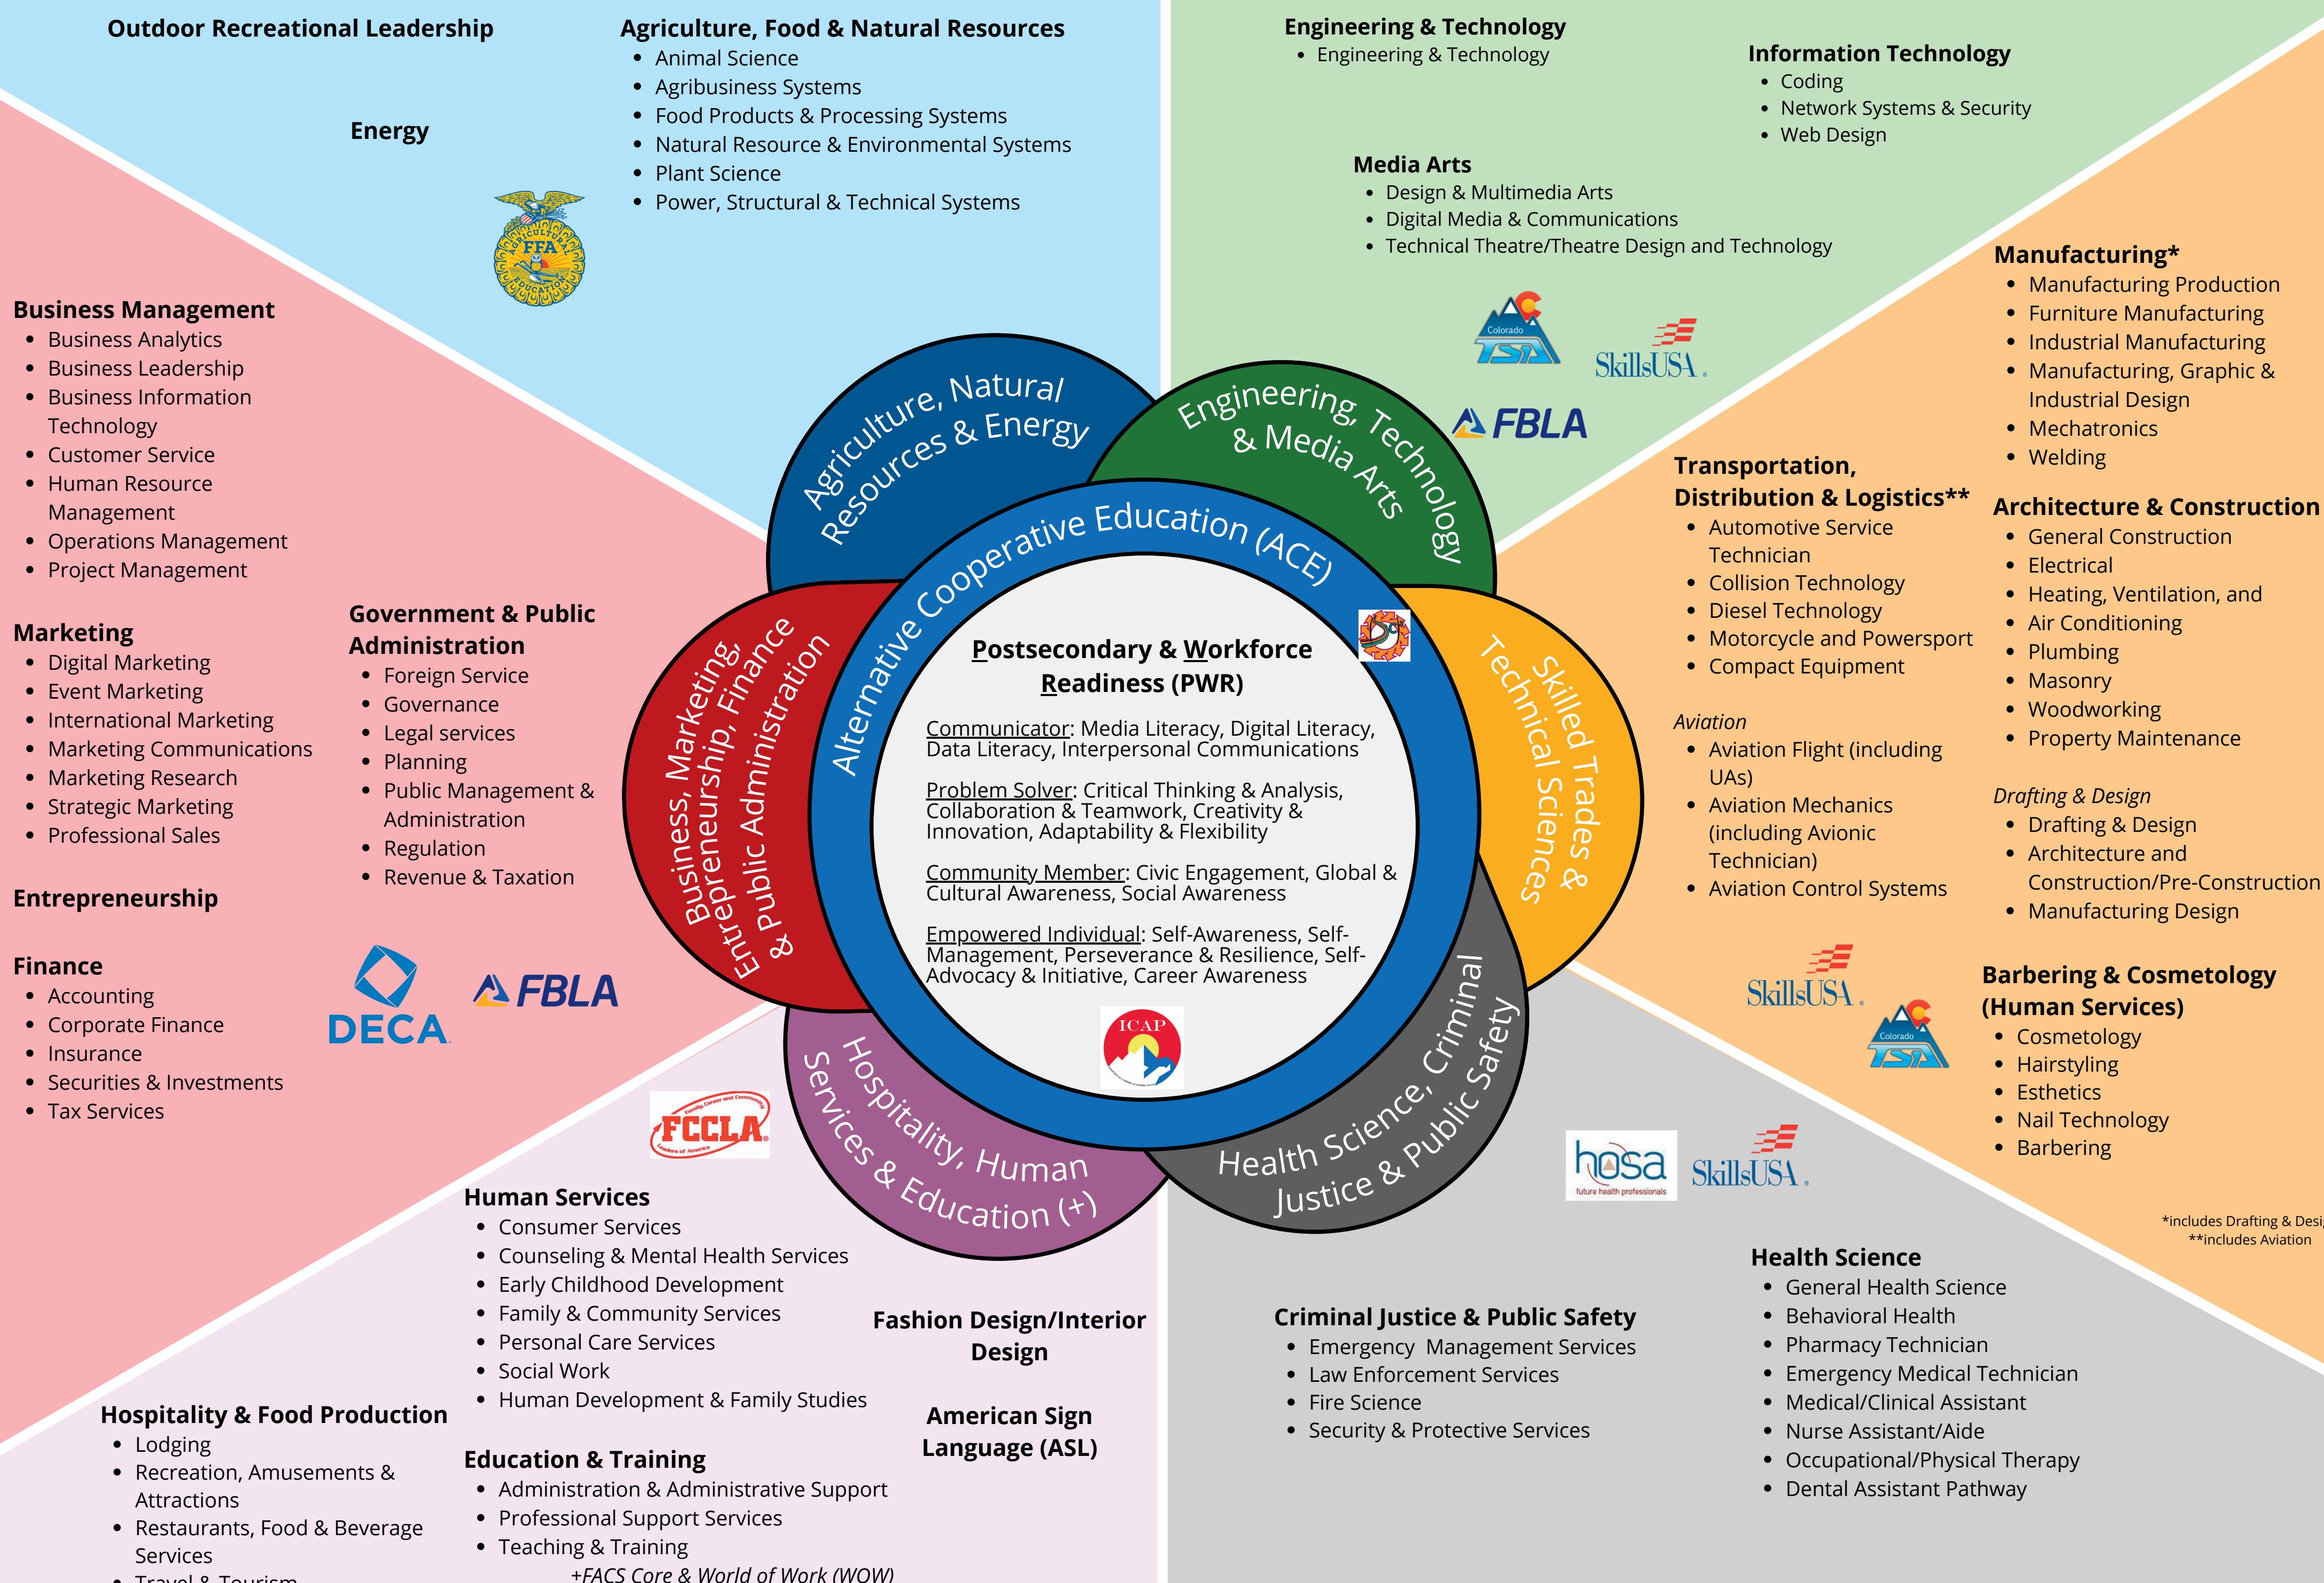 Outdoor Recreational Leadership
Energy
Agriculture, Food & Natural Resources
• Animal Science
• Agribusiness Systems
• Food Products & Processing Systems
• Natural Resource & Environmental Systems
• Plant Science
• Power, Structural & Technical Systems
AGRICULTURAL
FFA
EDUCATION
Engineering & Technology
• Engineering & Technology
Information Technology
• Coding
• Network Systems & Security
• Web Design
Media Arts
• Design & Multimedia Arts
• Digital Media & Communications
• Technical Theatre/Theatre Design and Technology
Colorado
TSA
SkillsUSA
FBLA
Manufacturing*
• Manufacturing Production
• Furniture Manufacturing
• Industrial Manufacturing
• Manufacturing, Graphic &
Industrial Design
• Mechatronics
• Welding
Transportation,
Distribution & Logistics**
• Automotive Service
Technician
• Collision Technology
• Diesel Technology
• Motorcycle and Powersport
• Compact Equipment
Aviation
• Aviation Flight (including
UAs)
• Aviation Mechanics
(including Avionic
Technician)
• Aviation Control Systems
Architecture & Construction
• General Construction
• Electrical
• Heating, Ventilation, and
• Air Conditioning
• Plumbing
• Masonry
• Woodworking
• Property Maintenance
Drafting & Design
• Drafting & Design
• Architecture and
Construction/Pre-Construction
• Manufacturing Design
SkillsUSA
Colorado
TSA
Barbering & Cosmetology
(Human Services)
• Cosmetology
• Hairstyling
• Esthetics
• Nail Technology
• Barbering
*includes Drafting &
**includes Aviation
Business Management
• Business Analytics
• Business Leadership
• Business Information
Technology
• Customer Service
• Human Resource
Management
• Operations Management
• Project Management
Marketing
• Digital Marketing
• Event Marketing
• International Marketing
• Marketing Communications
• Marketing Research
• Strategic Marketing
• Professional Sales
Entrepreneurship
Finance
• Accounting
• Corporate Finance
• Insurance
• Securities & Investments
• Tax Services
Government & Public
Administration
• Foreign Service
• Governance
• Legal services
• Planning
• Public Management &
Administration
• Regulation
• Revenue & Taxation
DECA
FBLA
Agriculture, Natural
Resources & Energy
Engineering, Technology
& Media Arts
Skilled Trades &
Technical Sciences
Health Science, Criminal
Justice & Public Safety
Hospitality, Human
Services & Education (+)
Business, Marketing,
Entrepreneurship, Finance
& Public Administration
Alternative Cooperative Education (ACE)
Postsecondary & Workforce
Readiness (PWR)
Communicator: Media Literacy, Digital Literacy,
Data Literacy, Interpersonal Communications
Problem Solver: Critical Thinking & Analysis,
Collaboration & Teamwork, Creativity &
Innovation, Adaptability & Flexibility
Community Member: Civic Engagement, Global &
Cultural Awareness, Social Awareness
Empowered Individual: Self-Awareness, Self-
Management, Perseverance & Resilience, Self-
Advocacy & Initiative, Career Awareness
ICAP
Family, Career and Community
FCCLA
Leaders of America
Human Services
• Consumer Services
• Counseling & Mental Health Services
• Early Childhood Development
• Family & Community Services
• Personal Care Services
• Social Work
• Human Development & Family Studies
Fashion Design/Interior
Design
American Sign
Language (ASL)
Hospitality & Food Production
• Lodging
• Recreation, Amusements &
Attractions
• Restaurants, Food & Beverage
Services
• Travel & Tourism
Education & Training
• Administration & Administrative Support
• Professional Support Services
• Teaching & Training
+FACS Core & World of Work (WOW)
hosa
future health professionals
SkillsUSA
Criminal Justice & Public Safety
• Emergency Management Services
• Law Enforcement Services
• Fire Science
• Security & Protective Services
Health Science
• General Health Science
• Behavioral Health
• Pharmacy Technician
• Emergency Medical Technician
• Medical/Clinical Assistant
• Nurse Assistant/Aide
• Occupational/Physical Therapy
• Dental Assistant Pathway